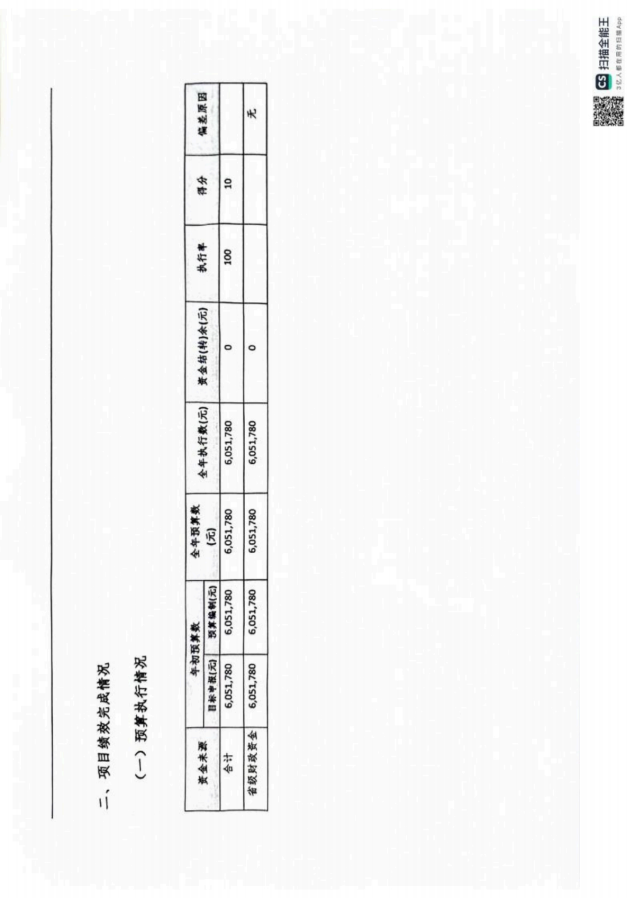 二、项目绩效完成情况
（一）预算执行情况
资金来源 年初预算数 全年预算数(元) 全年执行数(元) 资金结(转)余(元) 执行率 得分 偏差原因
目标申报(元) 预算编制(元)
合计 6,051,780 6,051,780 6,051,780 6,051,780 0 100 10
省级财政资金 6,051,780 6,051,780 6,051,780 6,051,780 0 无
CS 扫描全能王
3亿人都在用的扫描App